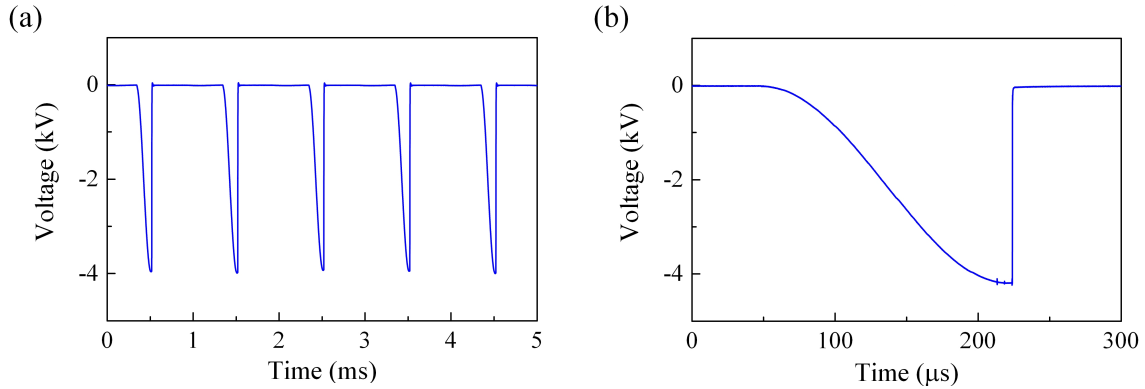 (a)
0
-2
-4
Voltage (kV)
0 1 2 3 4 5
Time (ms)
(b)
0
-2
-4
Voltage (kV)
0 100 200 300
Time (μs)